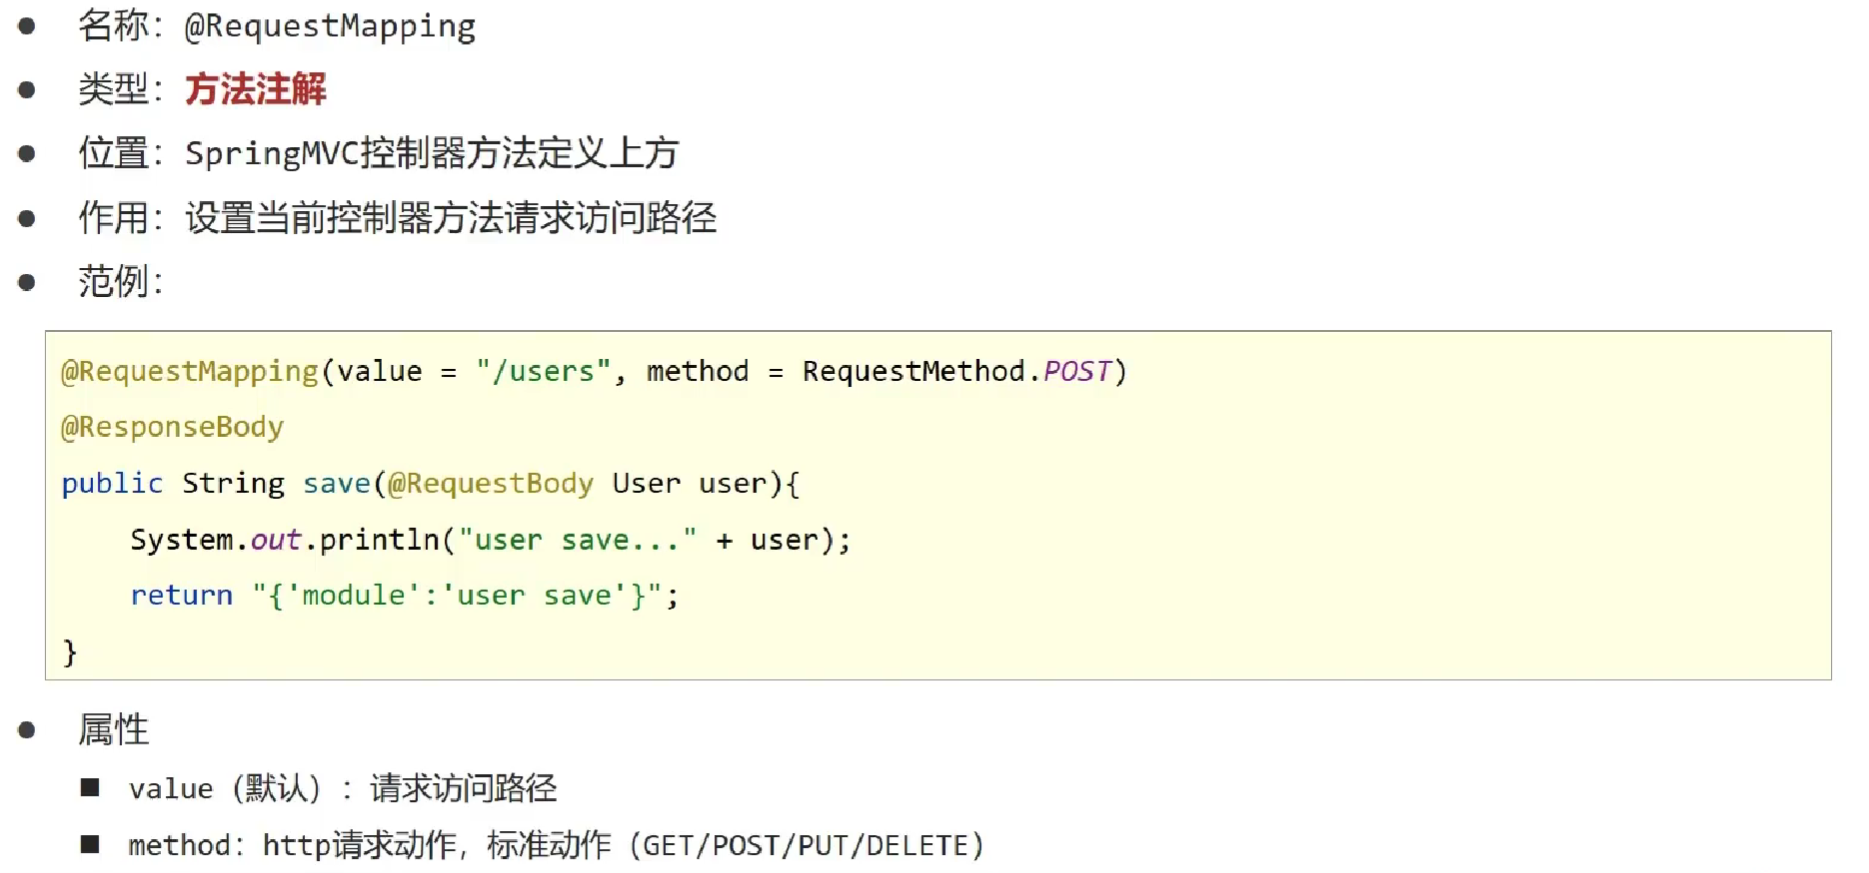 ● 名称：@RequestMapping
● 类型：方法注解
● 位置：SpringMVC控制器方法定义上方
● 作用：设置当前控制器方法请求访问路径
● 范例：
@RequestMapping(value = "/users", method = RequestMethod.POST)
@ResponseBody
public String save(@RequestBody User user){
    System.out.println("user save..." + user);
    return "{'module':'user save'}";
}
● 属性
■ value（默认）：请求访问路径
■ method：http请求动作，标准动作（GET/POST/PUT/DELETE）